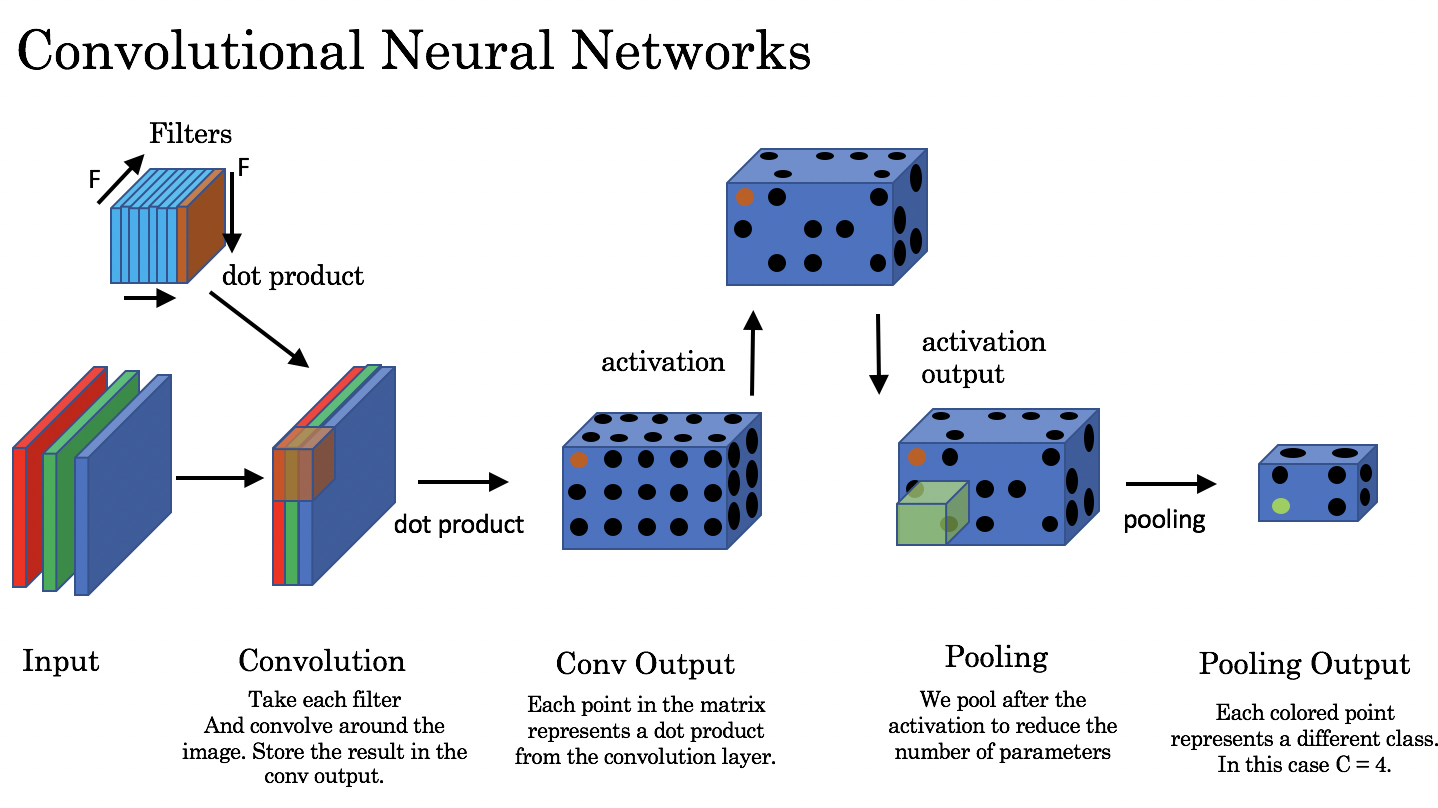 Convolutional Neural Networks
Filters
F
F
dot product
activation
activation
output
dot product
pooling
Input
Convolution
Take each filter
And convolve around the
image. Store the result in the
conv output.
Conv Output
Each point in the matrix
represents a dot product
from the convolution layer.
Pooling
We pool after the
activation to reduce the
number of parameters
Pooling Output
Each colored point
represents a different class.
In this case C = 4.